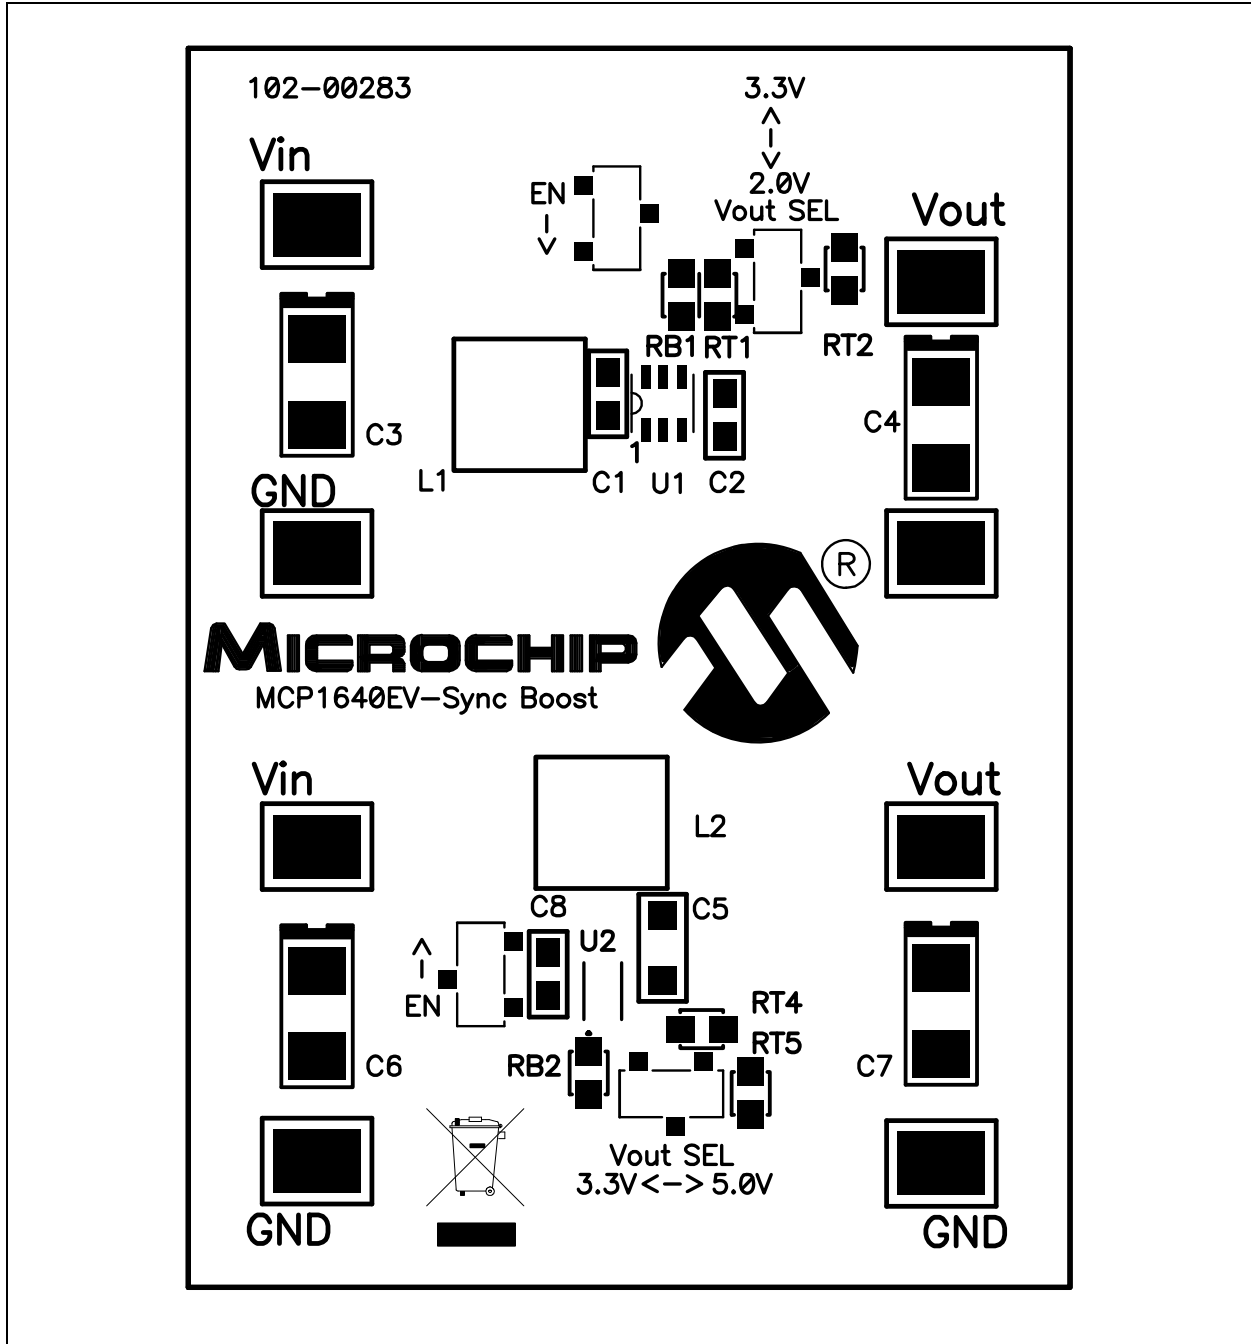 102-00283
3.3V
<->
2.0V
Vout SEL
Vin
EN
->
Vout
RB1
RT1
RT2
C3
C4
L1
C1
1
U1
C2
GND
R
MICROCHIP
MCP1640EV-Sync Boost
Vin
Vout
L2
C8
C5
U2
<-
EN
RT4
RT5
RB2
C6
C7
Vout SEL
3.3V<->5.0V
GND
GND